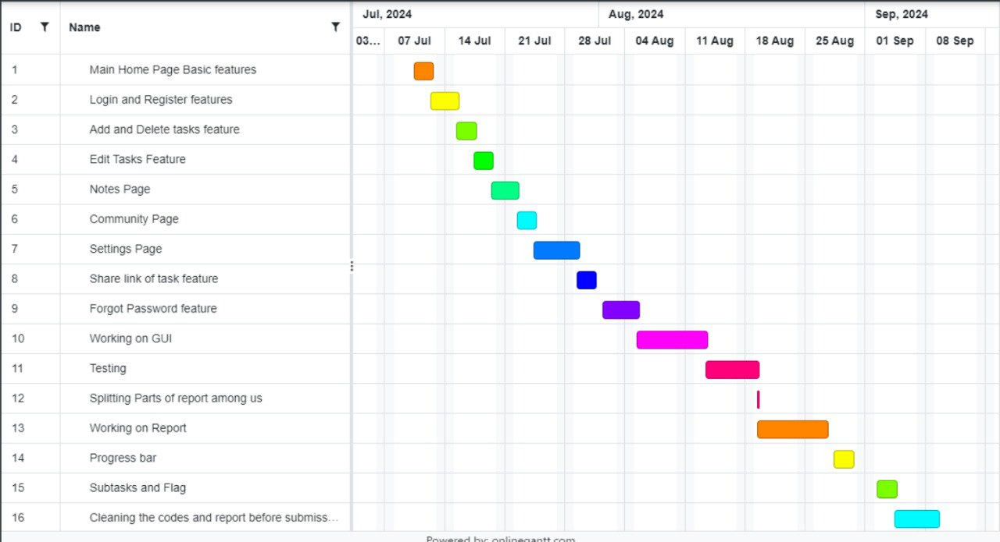 Jul, 2024 Aug, 2024 Sep, 2024
ID Name
03... 07 Jul 14 Jul 21 Jul 28 Jul 04 Aug 11 Aug 18 Aug 25 Aug 01 Sep 08 Sep
1 Main Home Page Basic features
2 Login and Register features
3 Add and Delete tasks feature
4 Edit Tasks Feature
5 Notes Page
6 Community Page
7 Settings Page
8 Share link of task feature
9 Forgot Password feature
10 Working on GUI
11 Testing
12 Splitting Parts of report among us
13 Working on Report
14 Progress bar
15 Subtasks and Flag
16 Cleaning the codes and report before submiss...
Powered by: onlinegantt.com